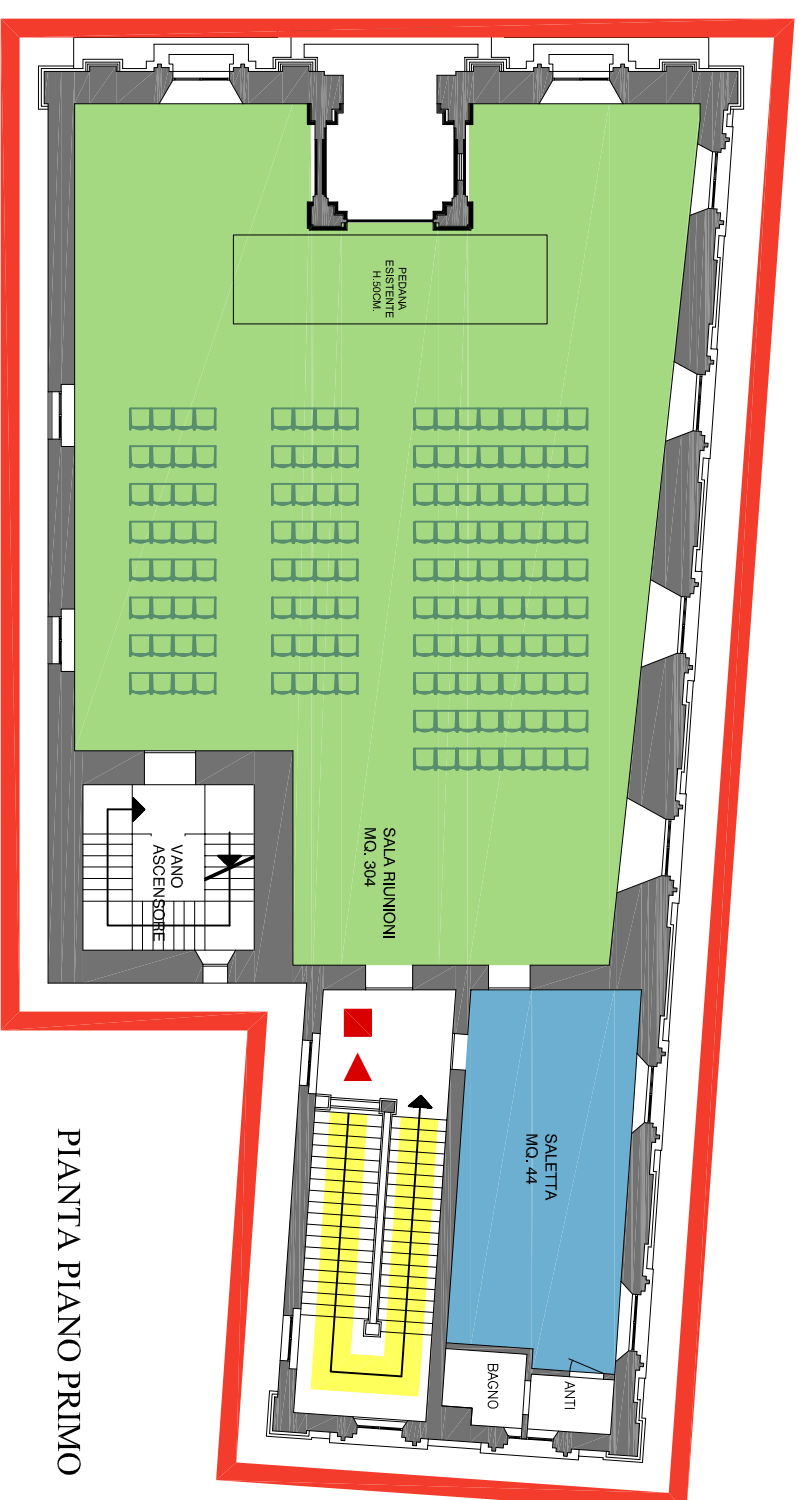 PEDANA
ESISTENTE
H.50CM.
SALA RIUNIONI
MQ. 304
VANO
ASCENSORE
SALETTA
MQ. 44
BAGNO
ANTI
PIANTA PIANO PRIMO